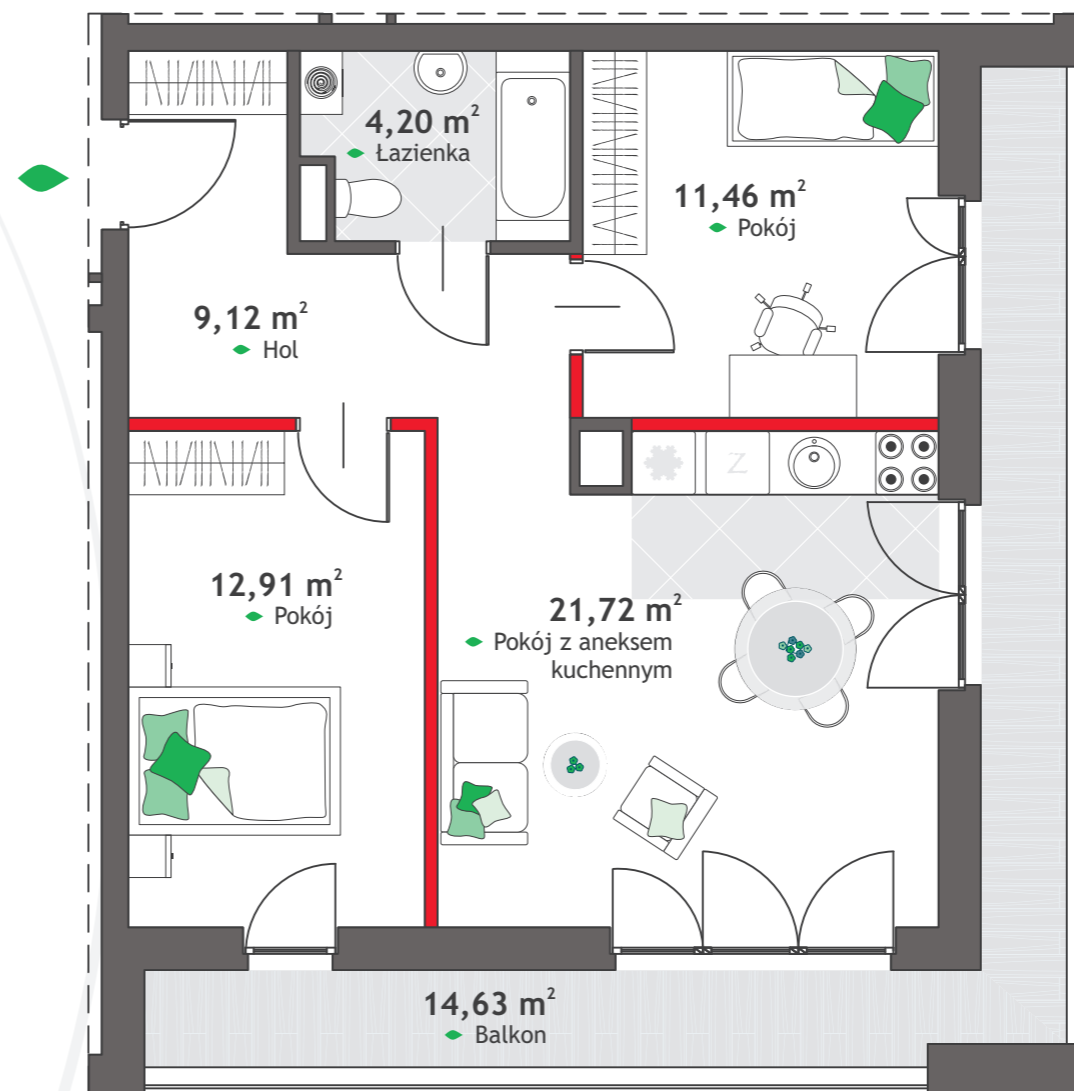 4,20 m²
Łazienka
11,46 m²
Pokój
9,12 m²
Hol
Z
12,91 m²
Pokój
21,72 m²
Pokój z aneksem
kuchennym
14,63 m²
Balkon